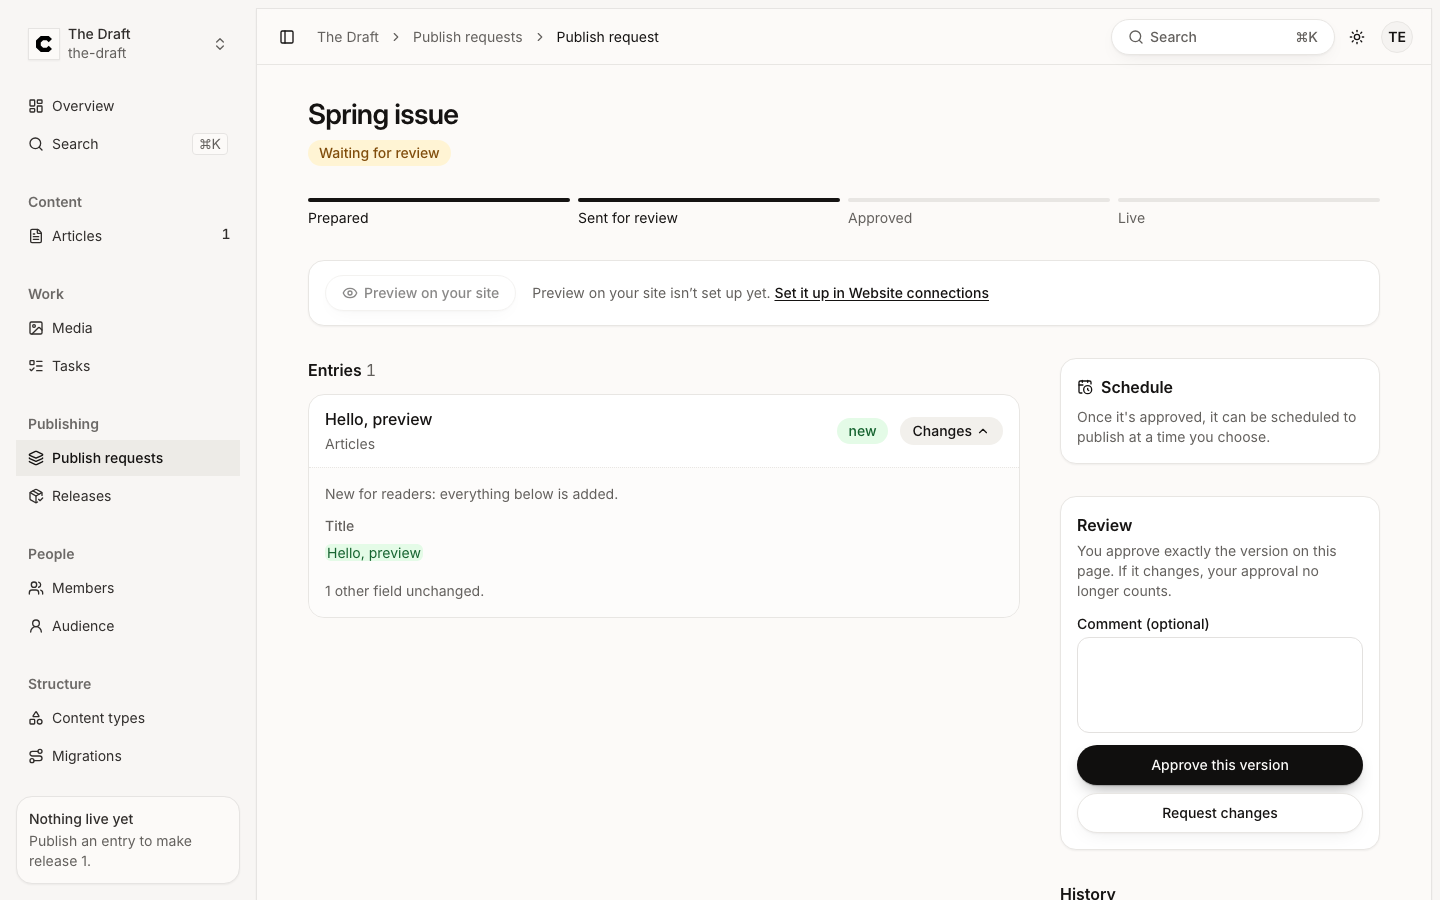 The Draft
the-draft
Overview
Search ⌘K
Content
Articles 1
Work
Media
Tasks
Publishing
Publish requests
Releases
People
Members
Audience
Structure
Content types
Migrations
Nothing live yet
Publish an entry to make
release 1.
The Draft > Publish requests > Publish request
Search ⌘K
TE
Spring issue
Waiting for review
Prepared
Sent for review
Approved
Live
Preview on your site
Preview on your site isn’t set up yet. Set it up in Website connections
Entries 1
Hello, preview
Articles
new
Changes
New for readers: everything below is added.
Title
Hello, preview
1 other field unchanged.
Schedule
Once it's approved, it can be scheduled to
publish at a time you choose.
Review
You approve exactly the version on this
page. If it changes, your approval no
longer counts.
Comment (optional)
Approve this version
Request changes
History